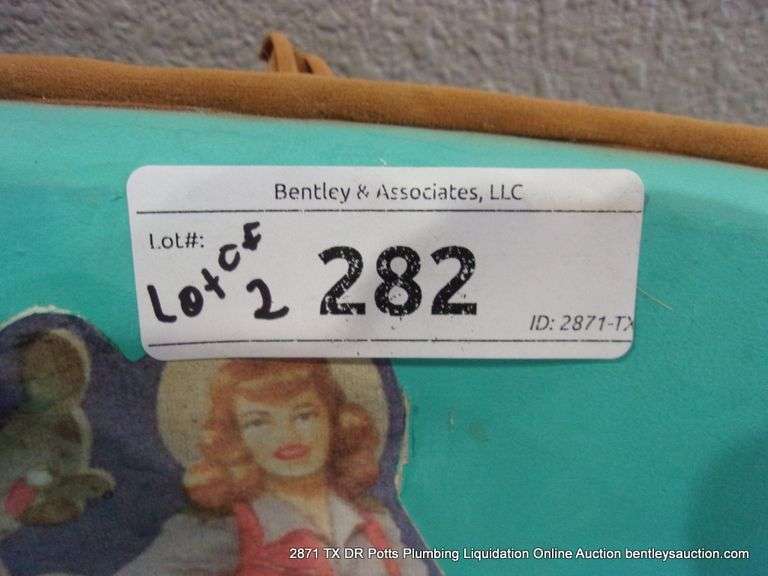 Bentley & Associates, LLC
Lot#:
Lot of 2
282
ID: 2871-TX
2871 TX DR Potts Plumbing Liquidation Online Auction bentleysauction.com